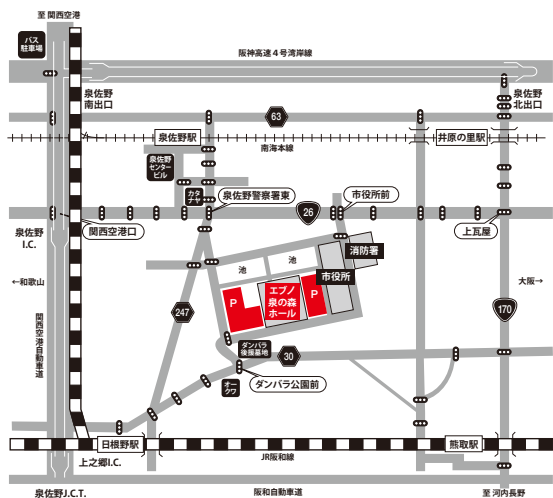 至 関西空港
バス
駐車場
阪神高速4号湾岸線
泉佐野
南出口
泉佐野
北出口
63
泉佐野駅
井原の里駅
南海本線
泉佐野
センター
ビル
カタ
ナヤ
泉佐野警察署東
市役所前
26
泉佐野
I.C.
関西空港口
上瓦屋
消防署
池
池
市役所
←和歌山
大阪→
エブノ
泉の森
ホール
P
P
247
170
関西空港自動車道
ダンバラ
後掘墓地
30
オー
クワ
ダンバラ公園前
日根野駅
熊取駅
JR阪和線
上之郷I.C.
泉佐野J.C.T.
阪和自動車道
至 河内長野